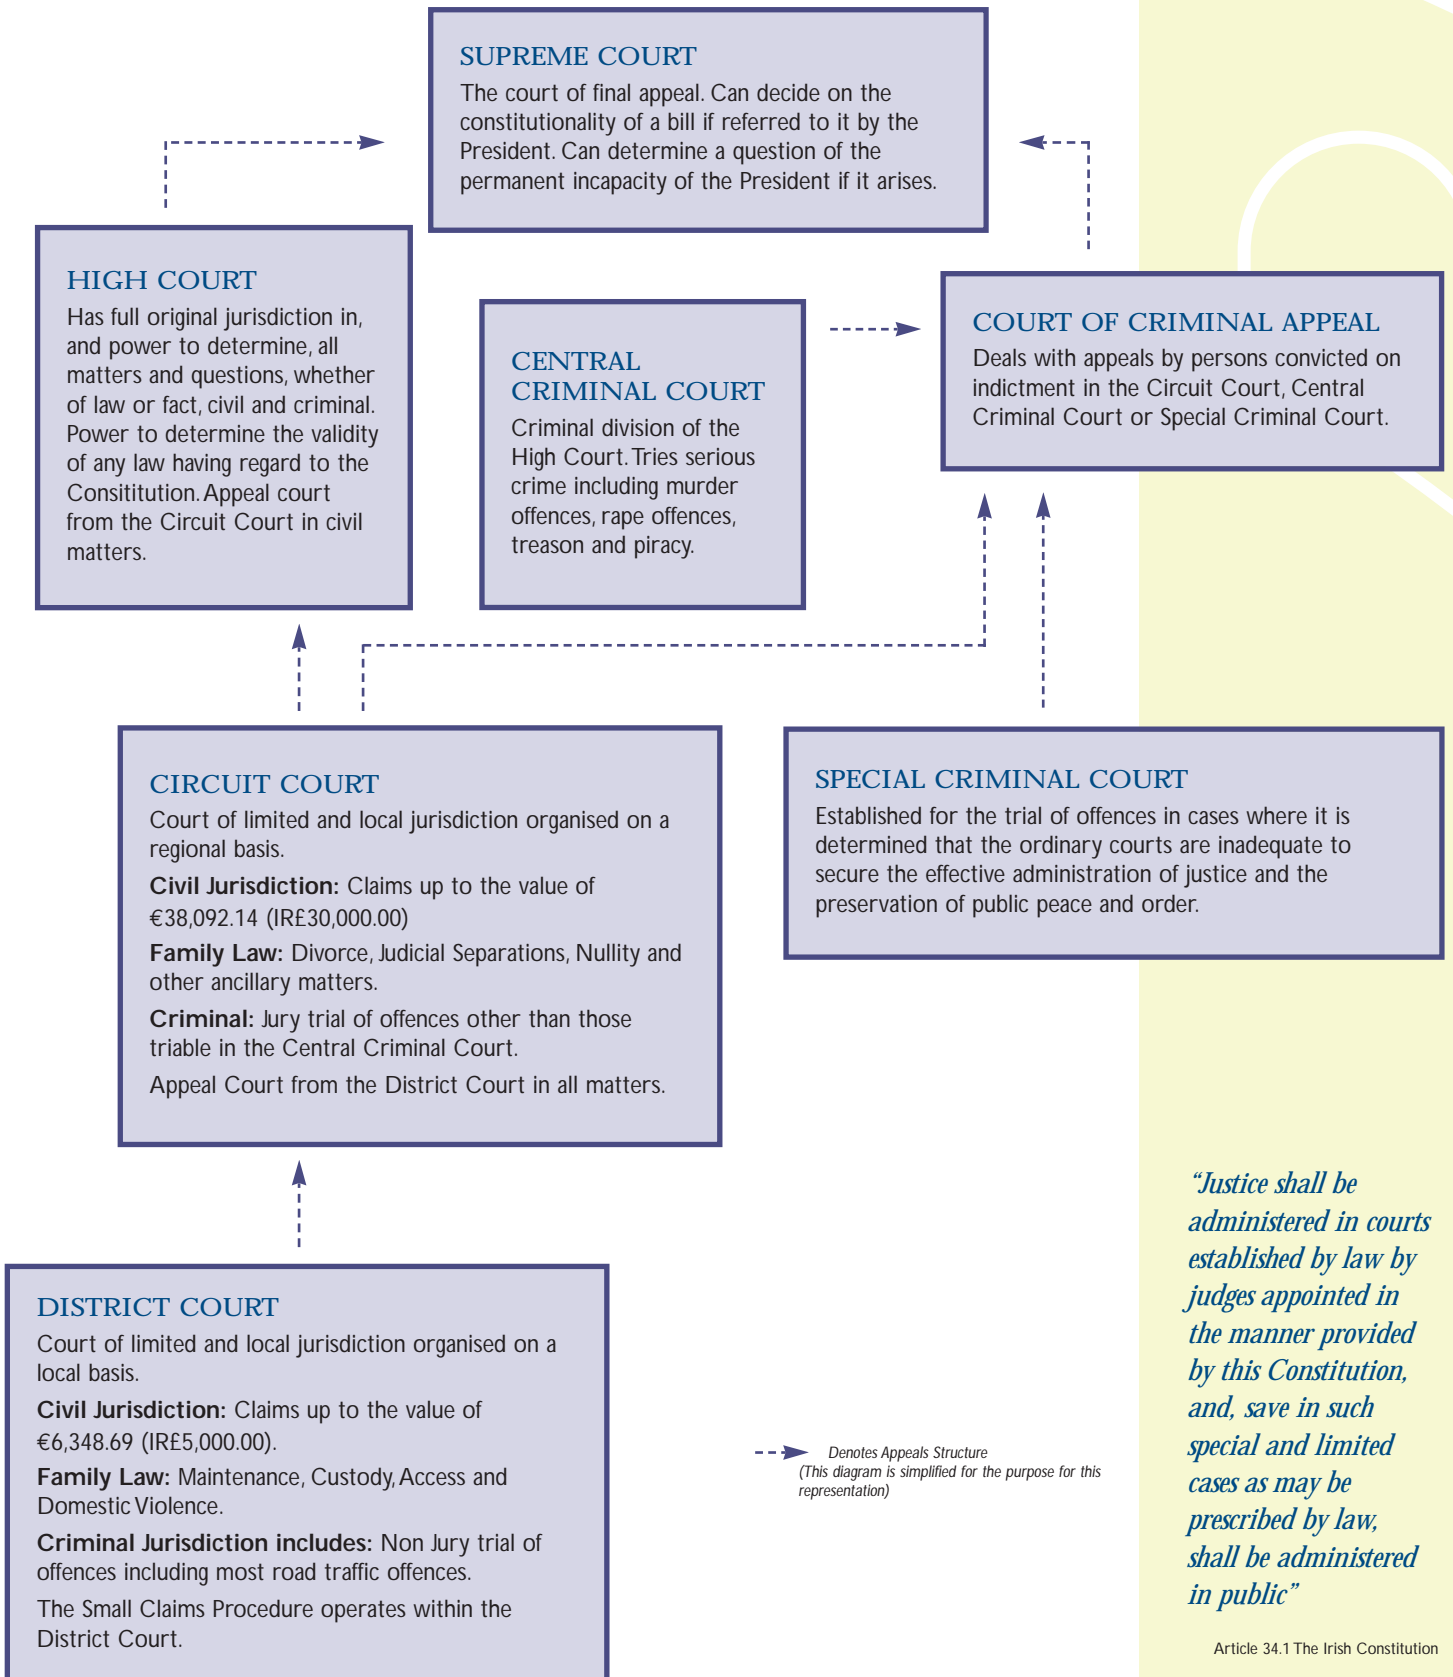 SUPREME COURT
The court of final appeal. Can decide on the
constitutionality of a bill if referred to it by the
President. Can determine a question of the
permanent incapacity of the President if it arises.
HIGH COURT
Has full original jurisdiction in,
and power to determine, all
matters and questions, whether
of law or fact, civil and criminal.
Power to determine the validity
of any law having regard to the
Consititution. Appeal court
from the Circuit Court in civil
matters.
CENTRAL
CRIMINAL COURT
Criminal division of the
High Court. Tries serious
crime including murder
offences, rape offences,
treason and piracy.
COURT OF CRIMINAL APPEAL
Deals with appeals by persons convicted on
indictment in the Circuit Court, Central
Criminal Court or Special Criminal Court.
CIRCUIT COURT
Court of limited and local jurisdiction organised on a
regional basis.
Civil Jurisdiction: Claims up to the value of
€38,092.14 (IR£30,000.00)
Family Law: Divorce, Judicial Separations, Nullity and
other ancillary matters.
Criminal: Jury trial of offences other than those
triable in the Central Criminal Court.
Appeal Court from the District Court in all matters.
SPECIAL CRIMINAL COURT
Established for the trial of offences in cases where it is
determined that the ordinary courts are inadequate to
secure the effective administration of justice and the
preservation of public peace and order.
DISTRICT COURT
Court of limited and local jurisdiction organised on a
local basis.
Civil Jurisdiction: Claims up to the value of
€6,348.69 (IR£5,000.00).
Family Law: Maintenance, Custody, Access and
Domestic Violence.
Criminal Jurisdiction includes: Non Jury trial of
offences including most road traffic offences.
The Small Claims Procedure operates within the
District Court.
Denotes Appeals Structure
(This diagram is simplified for the purpose for this
representation)
“Justice shall be
administered in courts
established by law by
judges appointed in
the manner provided
by this Constitution,
and, save in such
special and limited
cases as may be
prescribed by law,
shall be administered
in public”
Article 34.1 The Irish Constitution